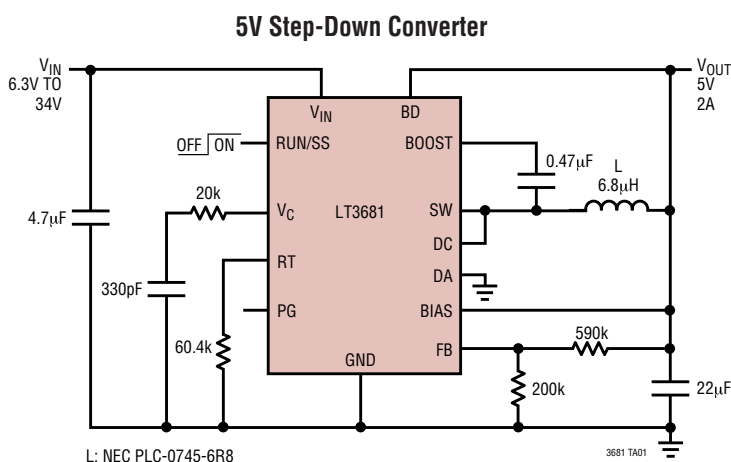 5V Step-Down Converter
VIN
6.3V TO
34V
VOUT
5V
2A
VIN
BD
OFF ON
RUN/SS
BOOST
0.47µF
L
6.8µH
20k
4.7µF
VC
LT3681
SW
DC
RT
DA
330pF
PG
BIAS
590k
60.4k
GND
FB
200k
22µF
L: NEC PLC-0745-6R8
3681 TA01